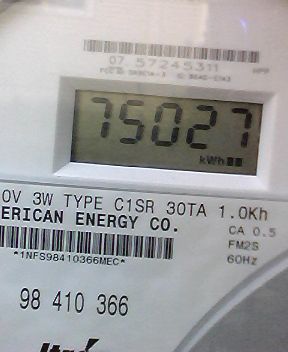 07 57245311
75027
kWh
0V 3W TYPE C1SR 30TA 1.0Kh
ERICAN ENERGY CO.
CA 0.5
FM2S
60Hz
*1NFS98410366MEC*
98 410 366